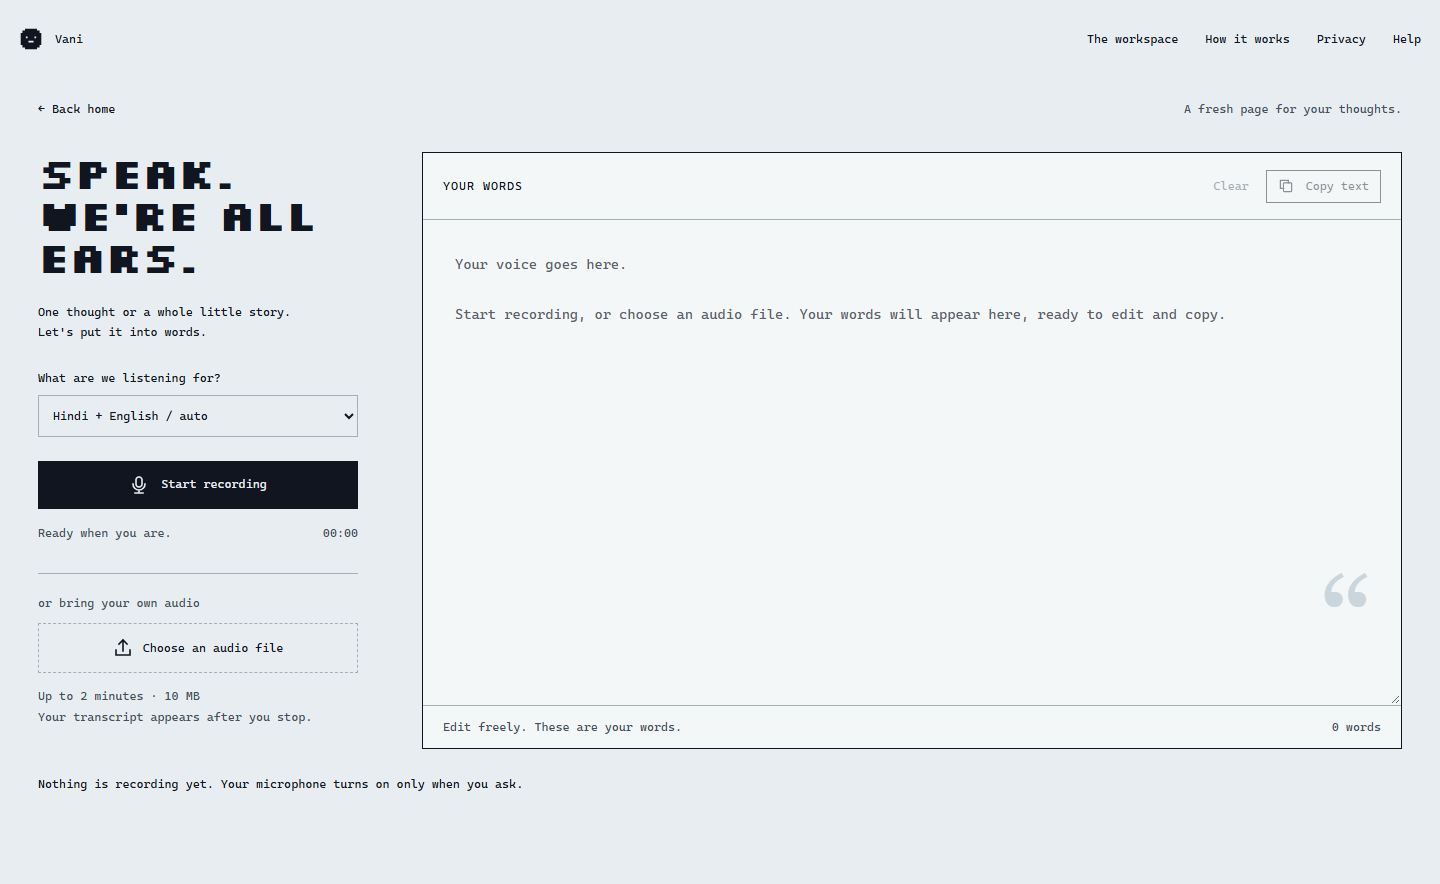 Vani
The workspace
How it works
Privacy
Help
← Back home
A fresh page for your thoughts.
SPEAK.
WE'RE ALL
EARS.
One thought or a whole little story.
Let's put it into words.
What are we listening for?
Hindi + English / auto
Start recording
Ready when you are.
00:00
or bring your own audio
Choose an audio file
Up to 2 minutes · 10 MB
Your transcript appears after you stop.
YOUR WORDS
Clear
Copy text
Your voice goes here.
Start recording, or choose an audio file. Your words will appear here, ready to edit and copy.
“
Edit freely. These are your words.
0 words
Nothing is recording yet. Your microphone turns on only when you ask.